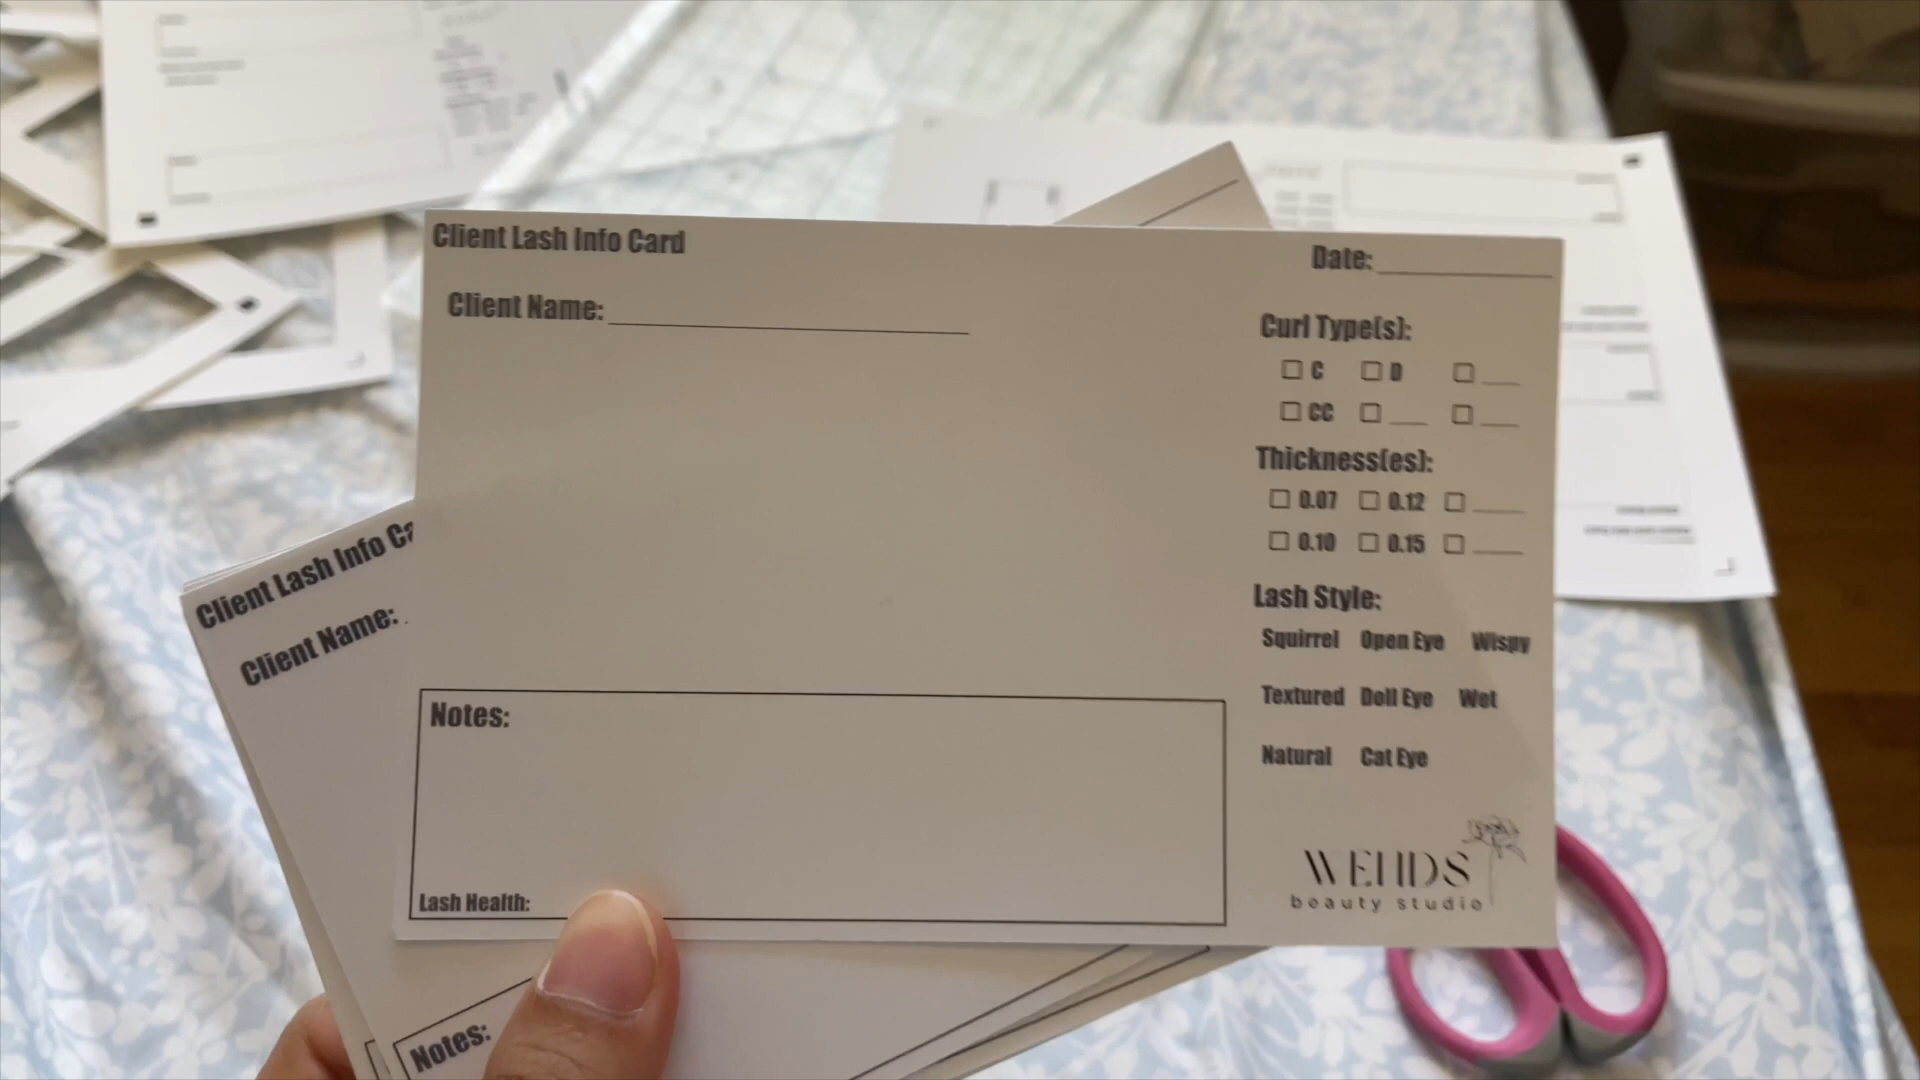 Client Lash Info Card
Date:
Client Name:
Curl Type(s):
C D
CC
Thickness(es):
0.07 0.12
0.10 0.15
Lash Style:
Squirrel Open Eye Wispy
Textured Doll Eye Wet
Natural Cat Eye
Notes:
Lash Health:
WENDS
beauty studio
Client Lash Info Ca
Client Name:
Notes: